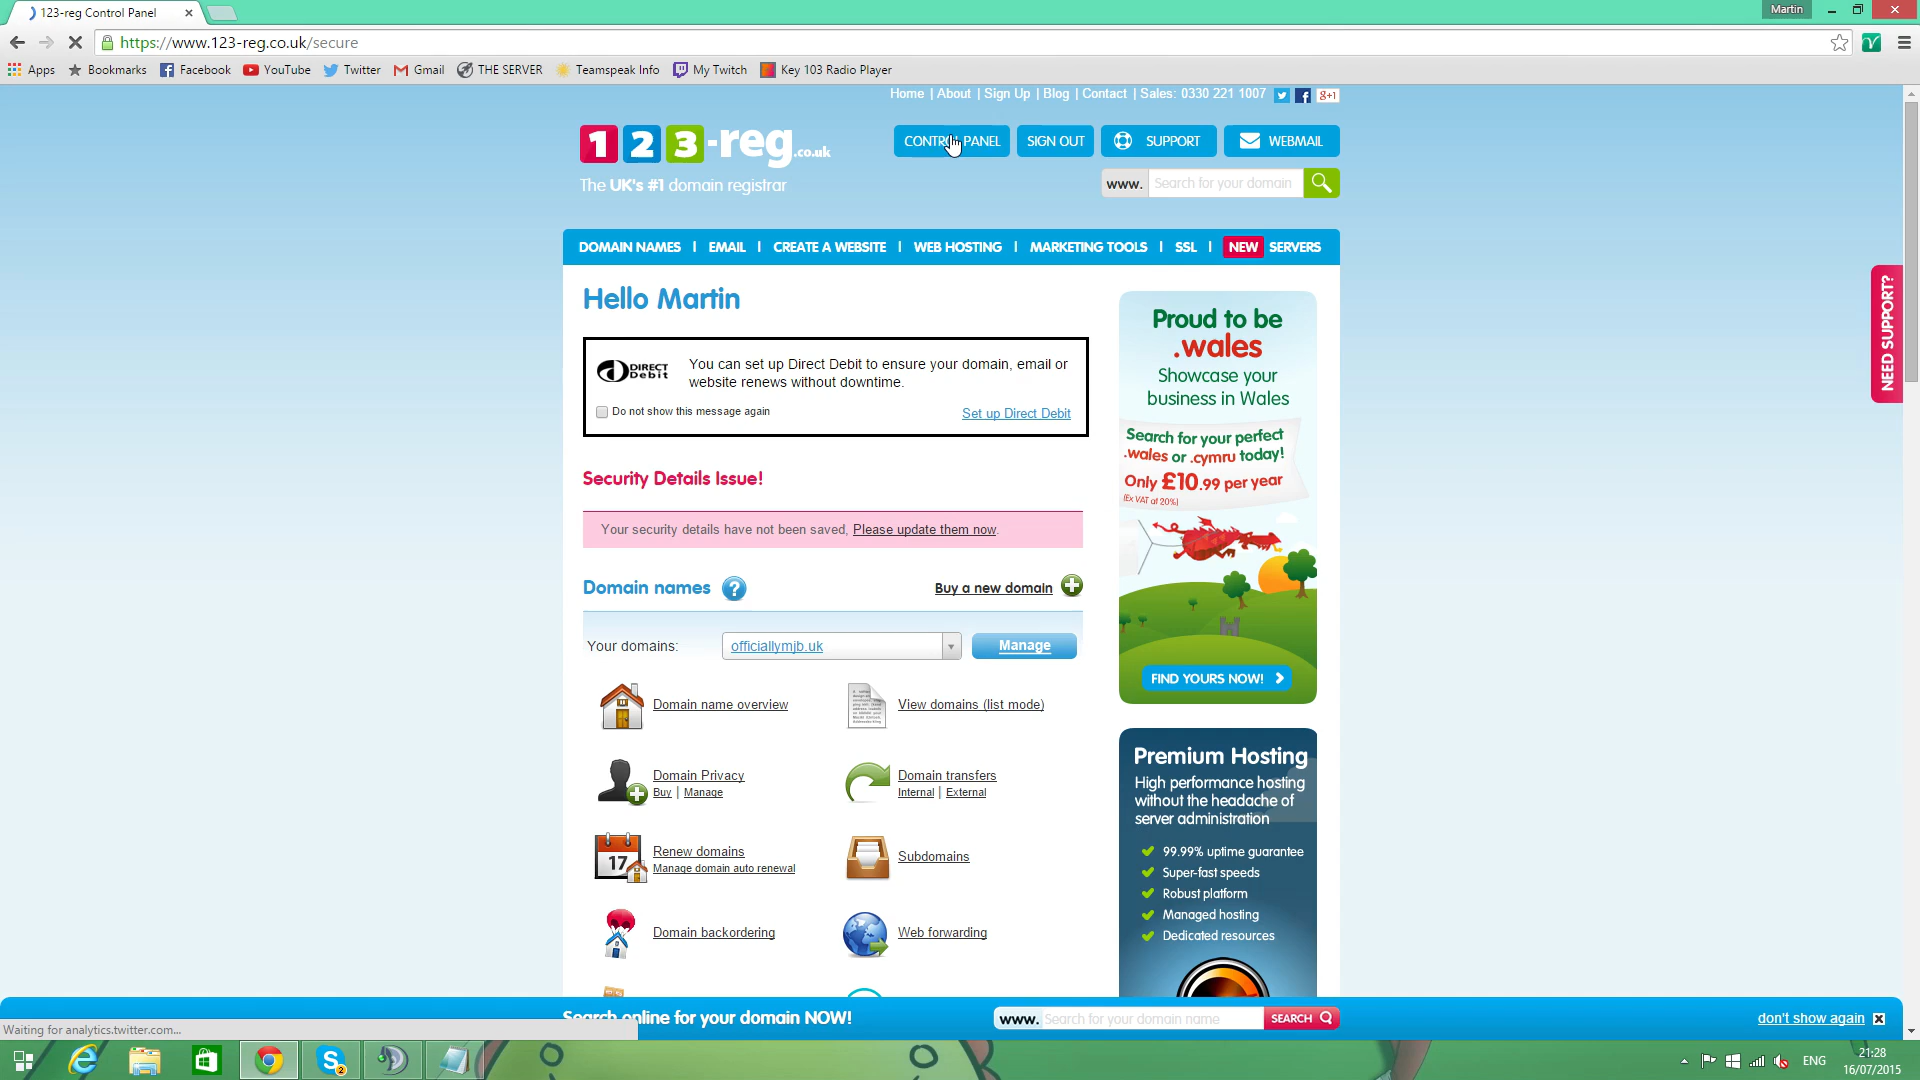 123-reg Control Panel
Martin
https://www.123-reg.co.uk/secure
Apps Bookmarks Facebook YouTube Twitter Gmail THE SERVER Teamspeak Info My Twitch Key 103 Radio Player
Home | About | Sign Up | Blog | Contact | Sales: 0330 221 1007 g+1
123-reg.co.uk
The UK's #1 domain registrar
CONTROL PANEL SIGN OUT SUPPORT WEBMAIL
www. Search for your domain
DOMAIN NAMES | EMAIL | CREATE A WEBSITE | WEB HOSTING | MARKETING TOOLS | SSL | NEW SERVERS
NEED SUPPORT?
Hello Martin
DIRECT Debit
You can set up Direct Debit to ensure your domain, email or
website renews without downtime.
Do not show this message again
Set up Direct Debit
Security Details Issue!
Your security details have not been saved, Please update them now.
Domain names ?
Buy a new domain
Your domains: officiallymjb.uk Manage
Domain name overview
View domains (list mode)
Domain Privacy
Buy | Manage
Domain transfers
Internal | External
17
Renew domains
Manage domain auto renewal
Subdomains
Domain backordering
Web forwarding
Proud to be
.wales
Showcase your
business in Wales
Search for your perfect
.wales or .cymru today!
Only £10.99 per year
(Ex VAT at 20%)
FIND YOURS NOW!
Premium Hosting
High performance hosting
without the headache of
server administration
99.99% uptime guarantee
Super-fast speeds
Robust platform
Managed hosting
Dedicated resources
Search online for your domain NOW!
www. Search for your domain name SEARCH
don't show again
Waiting for analytics.twitter.com...
2
ENG
21:28
16/07/2015